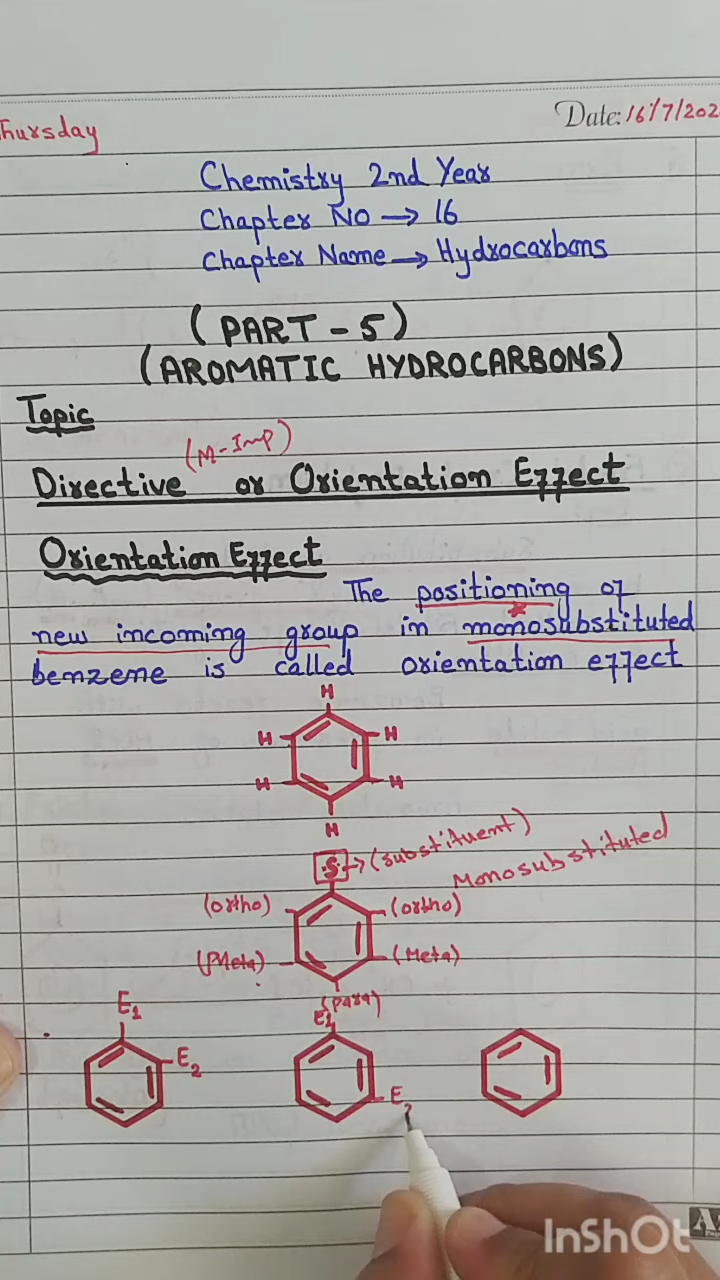 Thursday
Date: 16/7/202
Chemistry 2nd Year
Chapter No → 16
Chapter Name → Hydrocarbons
(PART - 5)
(AROMATIC HYDROCARBONS)
Topic
(M-Imp)
Directive or Orientation Effect
Orientation Effect
The positioning of
new incoming group in monosubstituted
benzene is called orientation effect
H
H H
H H
H
S → (Substituent)
Monosubstituted
(Ortho) (Ortho)
(Meta) (Meta)
(Para)
E1 E1
E2
E2
InShOt